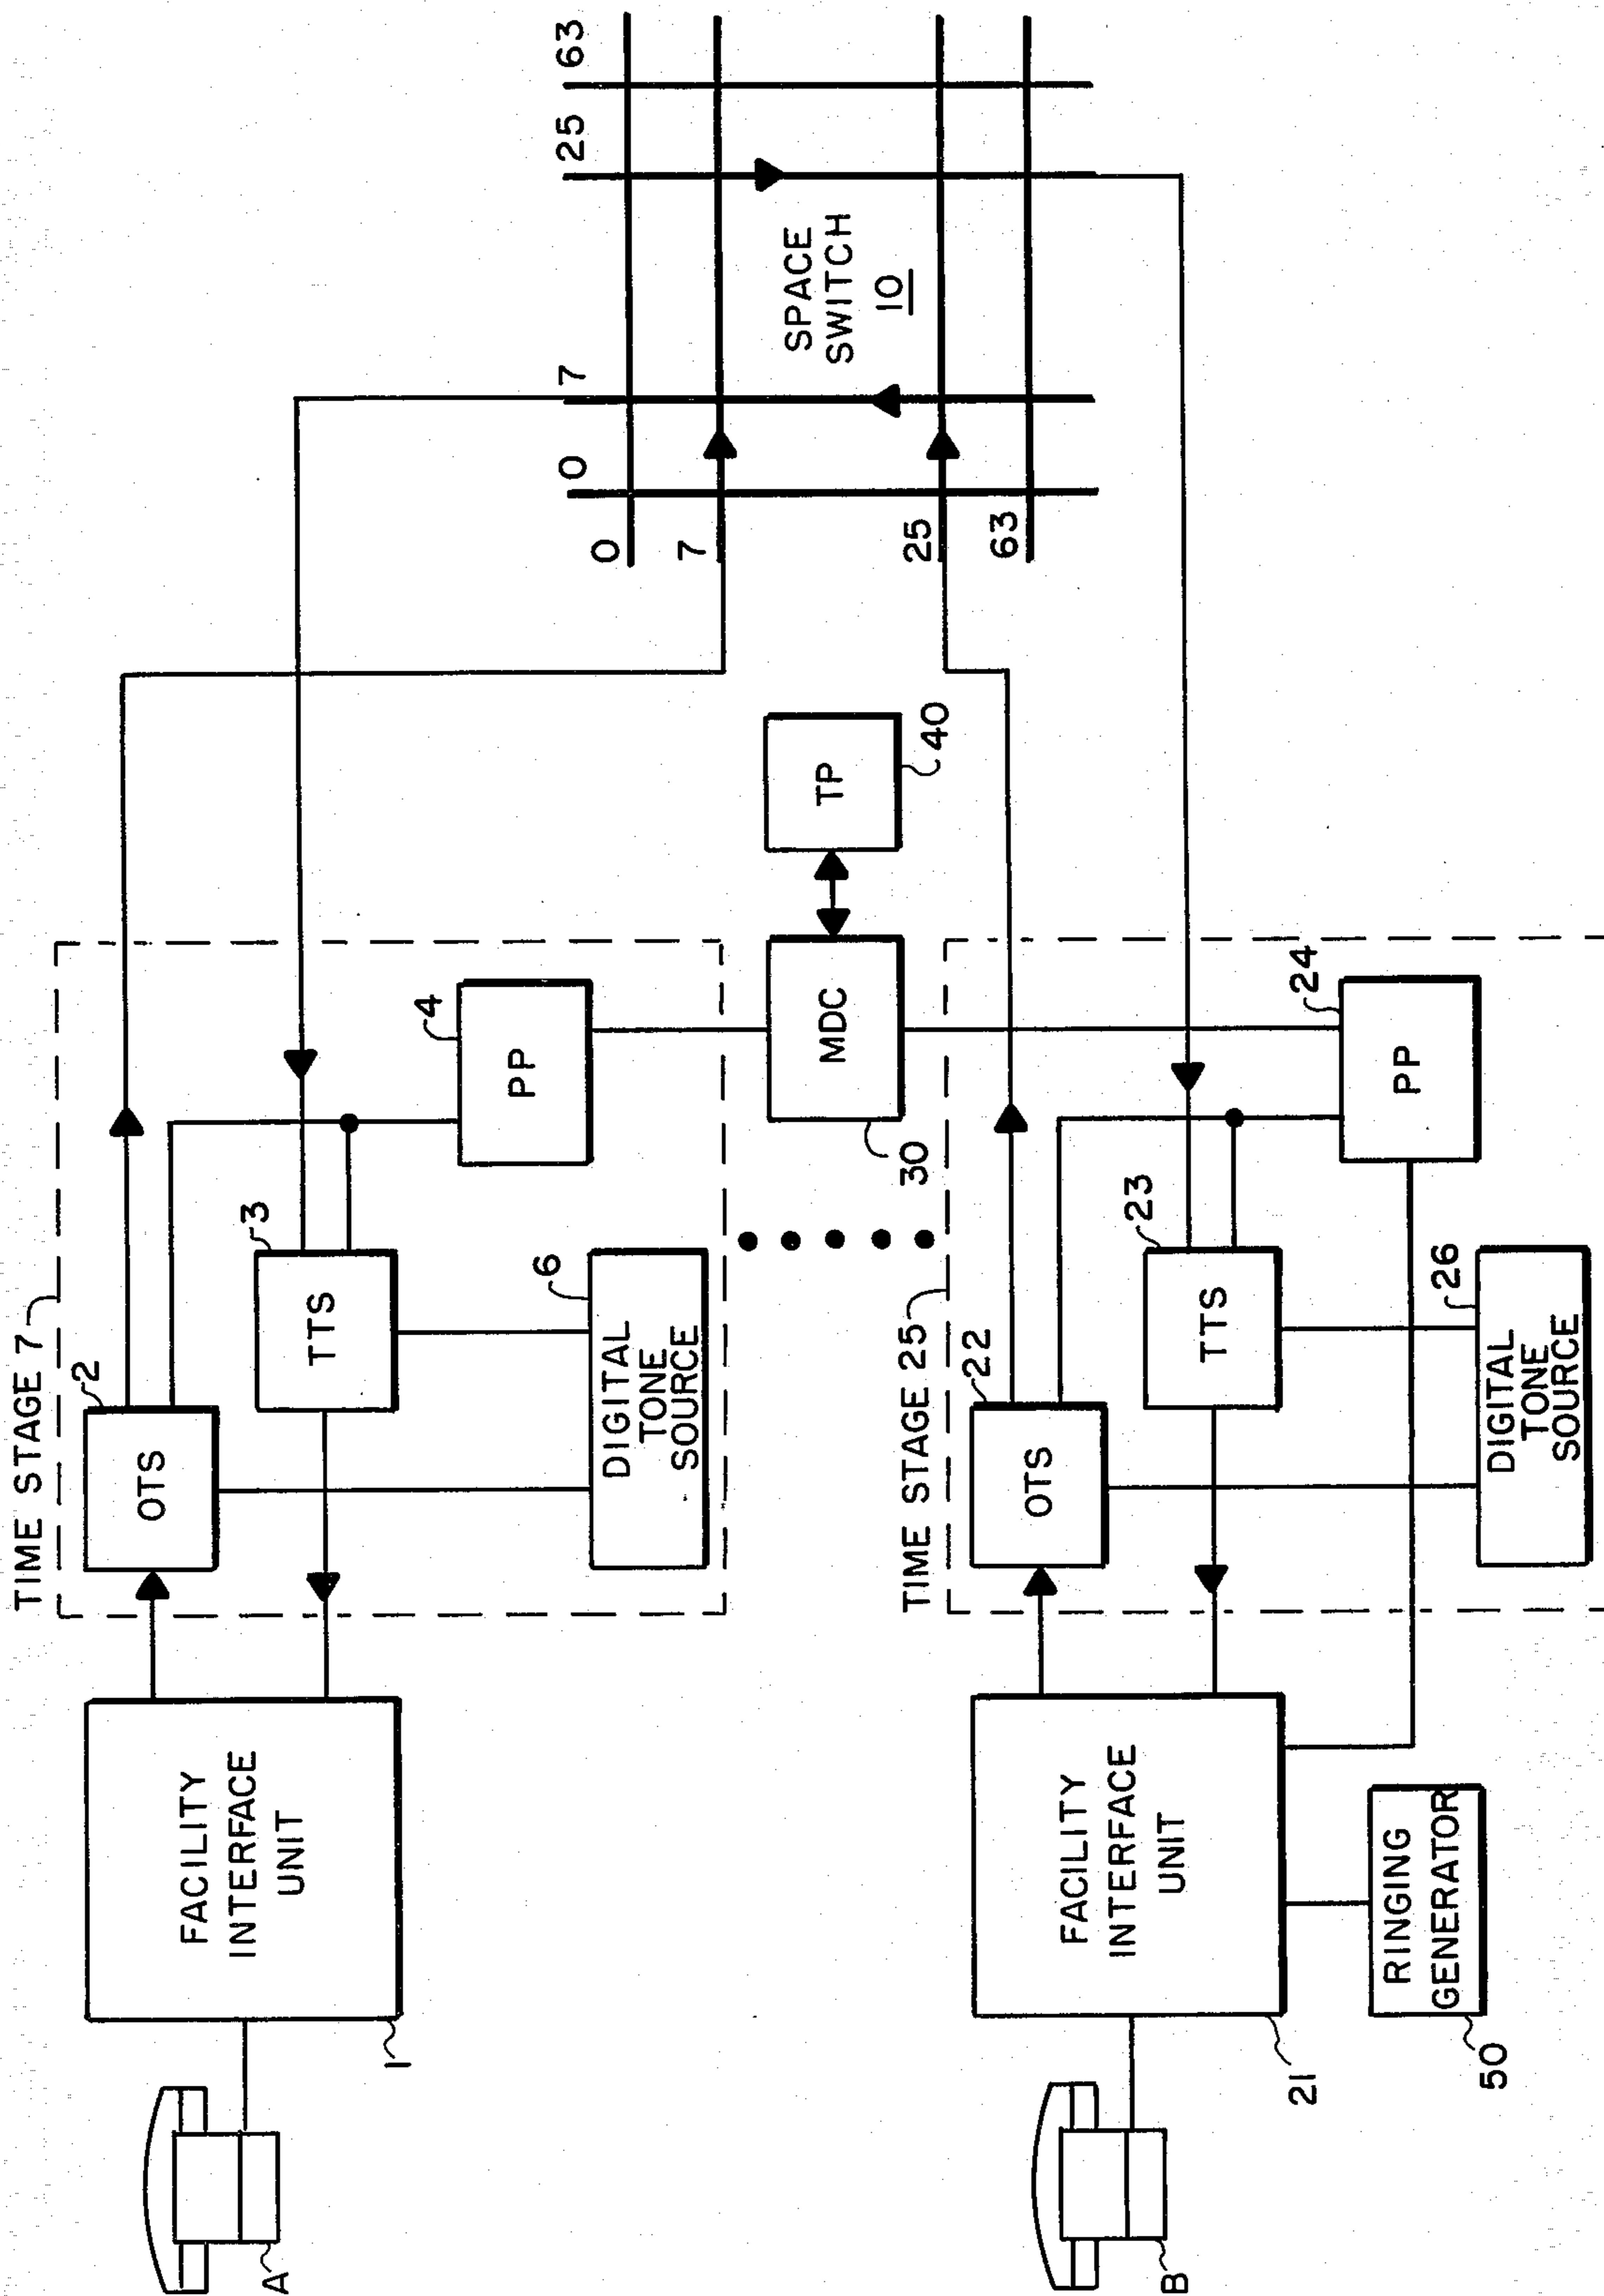 TIME STAGE 7
2
OTS
3
TTS
4
PP
6
DIGITAL
TONE
SOURCE
FACILITY
INTERFACE
UNIT
1
A
MDC
30
TP
40
0
7
25
63
0
7
25
63
SPACE
SWITCH
10
TIME STAGE 25
22
OTS
23
TTS
24
PP
26
DIGITAL
TONE
SOURCE
FACILITY
INTERFACE
UNIT
21
B
RINGING
GENERATOR
50